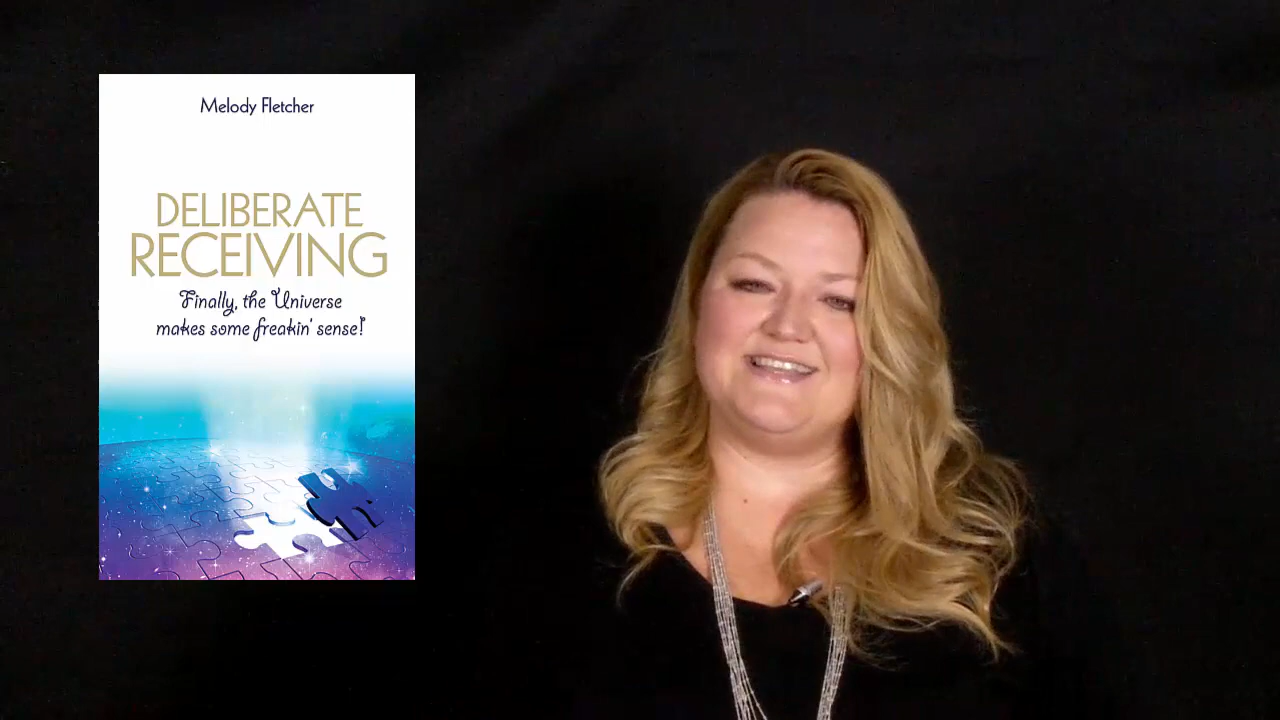 Melody Fletcher
DELIBERATE
RECEIVING
Finally, the Universe
makes some freakin' sense!